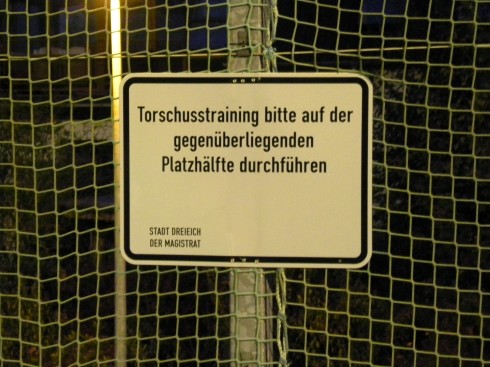 Torschusstraining bitte auf der
gegenüberliegenden
Platzhälfte durchführen
STADT DREIEICH
DER MAGISTRAT